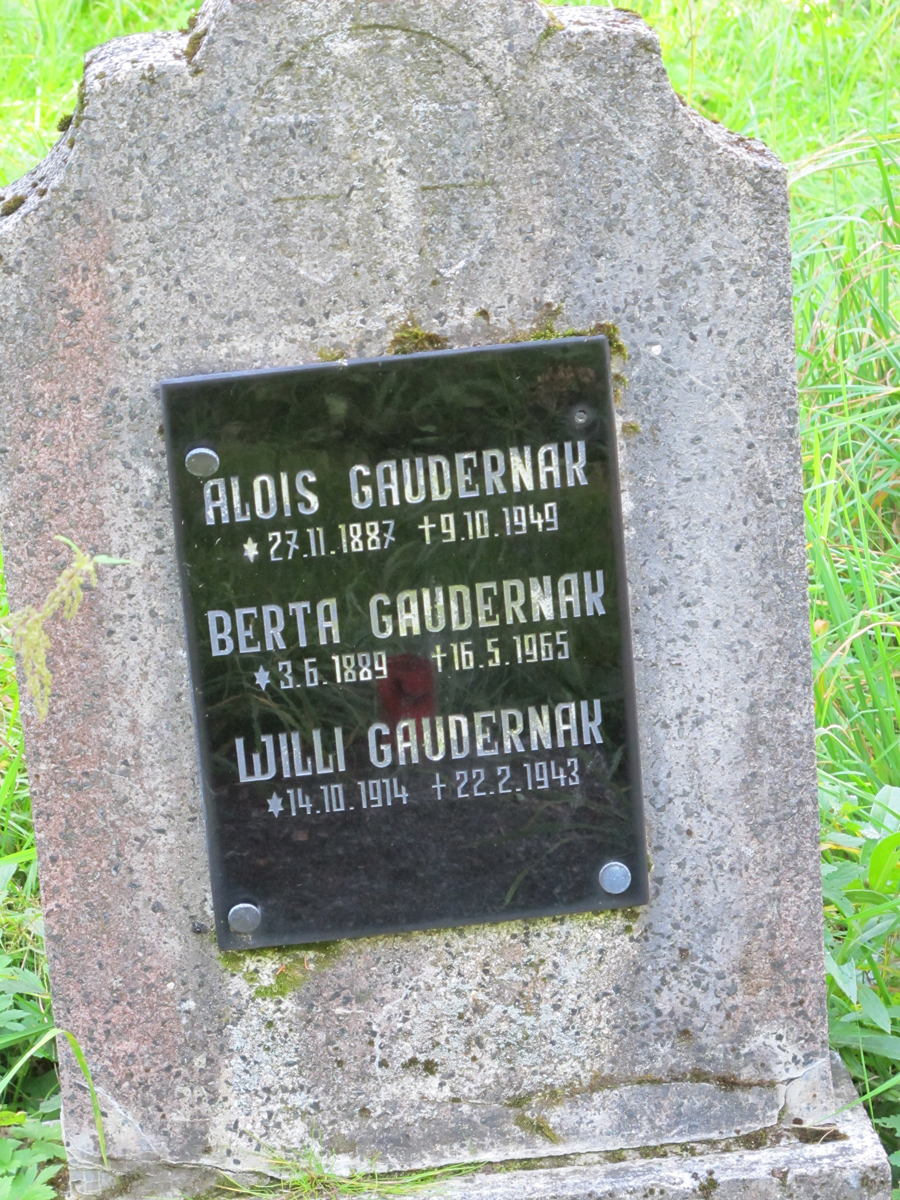 ALOIS GAUDERNAK
* 27.11.1887 †9.10.1949
BERTA GAUDERNAK
*3.6.1889 †16.5.1965
WILLI GAUDERNAK
*14.10.1914 †22.2.1943